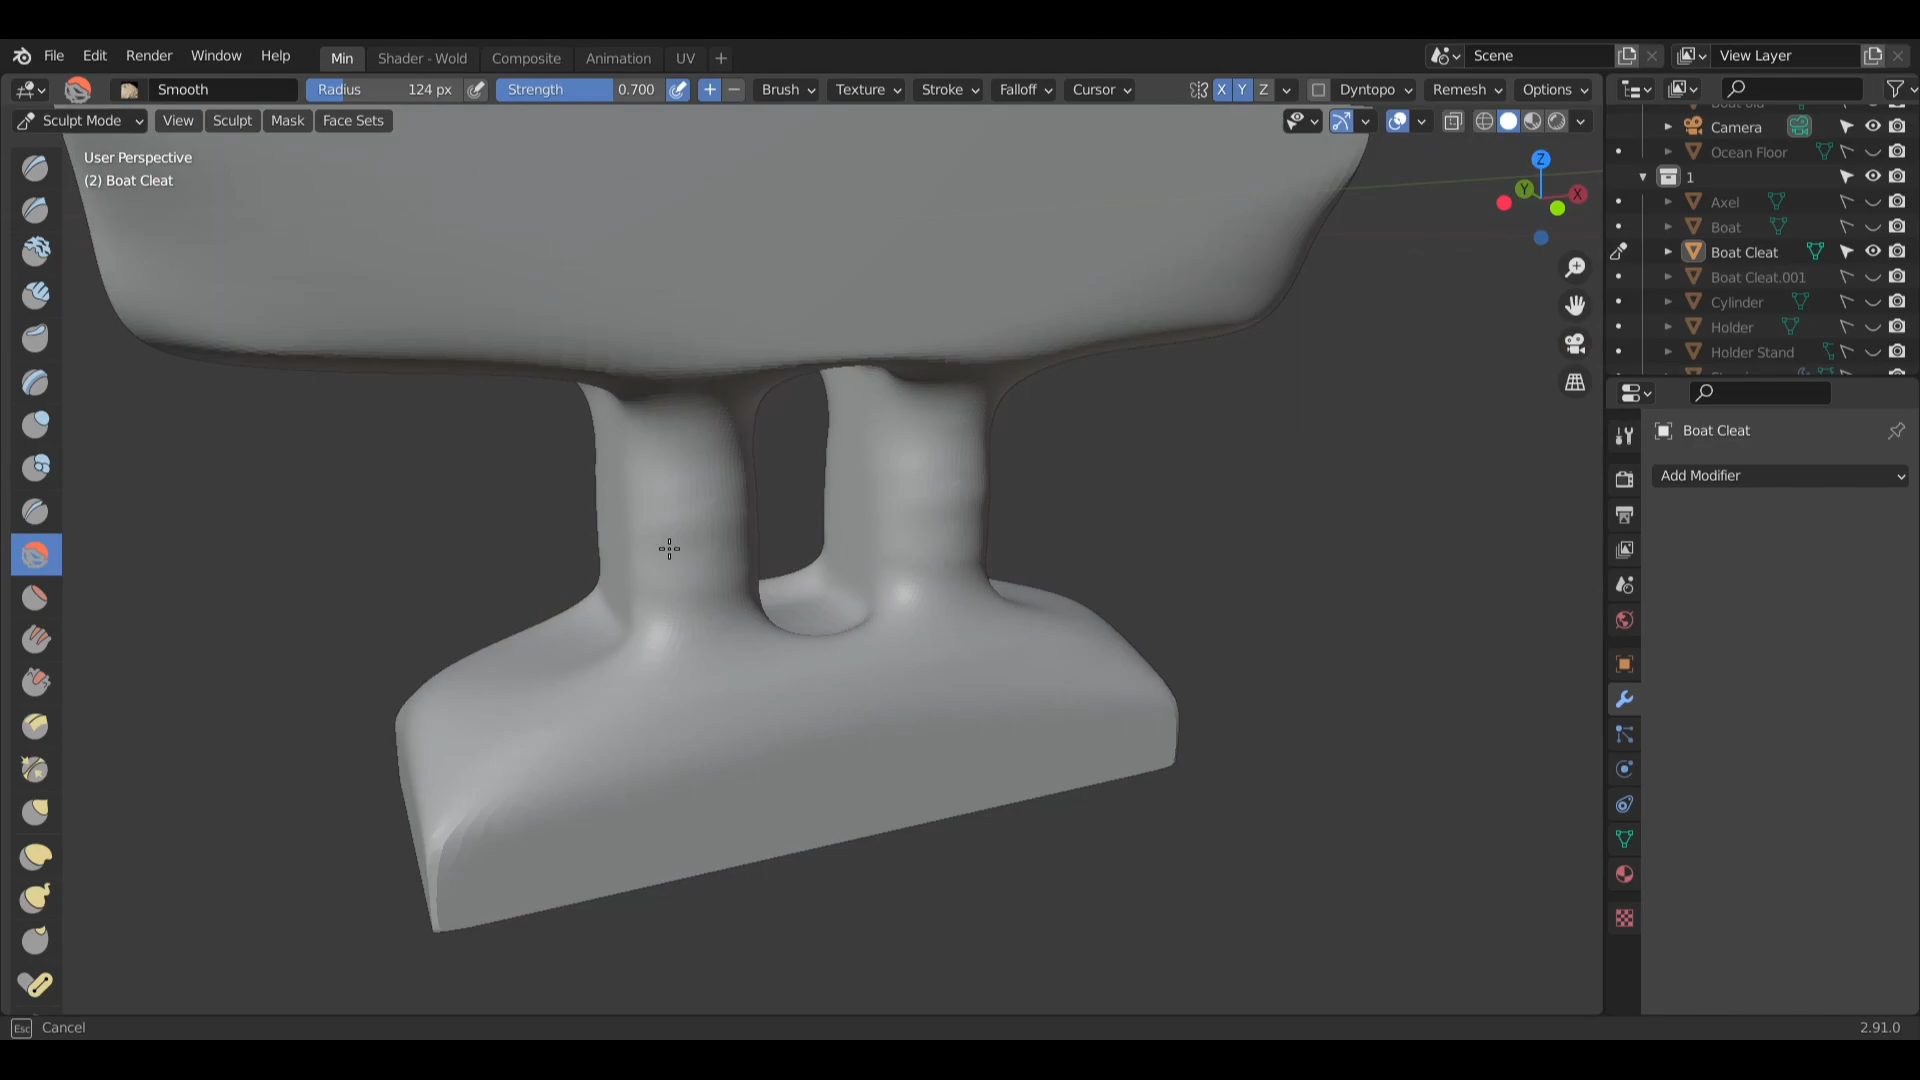 File Edit Render Window Help Min Shader - Wold Composite Animation UV Scene View Layer
Smooth Radius 124 px Strength 0.700 Brush Texture Stroke Falloff Cursor X Y Z Dyntopo Remesh Options
Sculpt Mode View Sculpt Mask Face Sets
User Perspective
(2) Boat Cleat
Z
Y
X
Camera
Ocean Floor
1
Axel
Boat
Boat Cleat
Boat Cleat.001
Cylinder
Holder
Holder Stand
Boat Cleat
Add Modifier
Esc Cancel
2.91.0